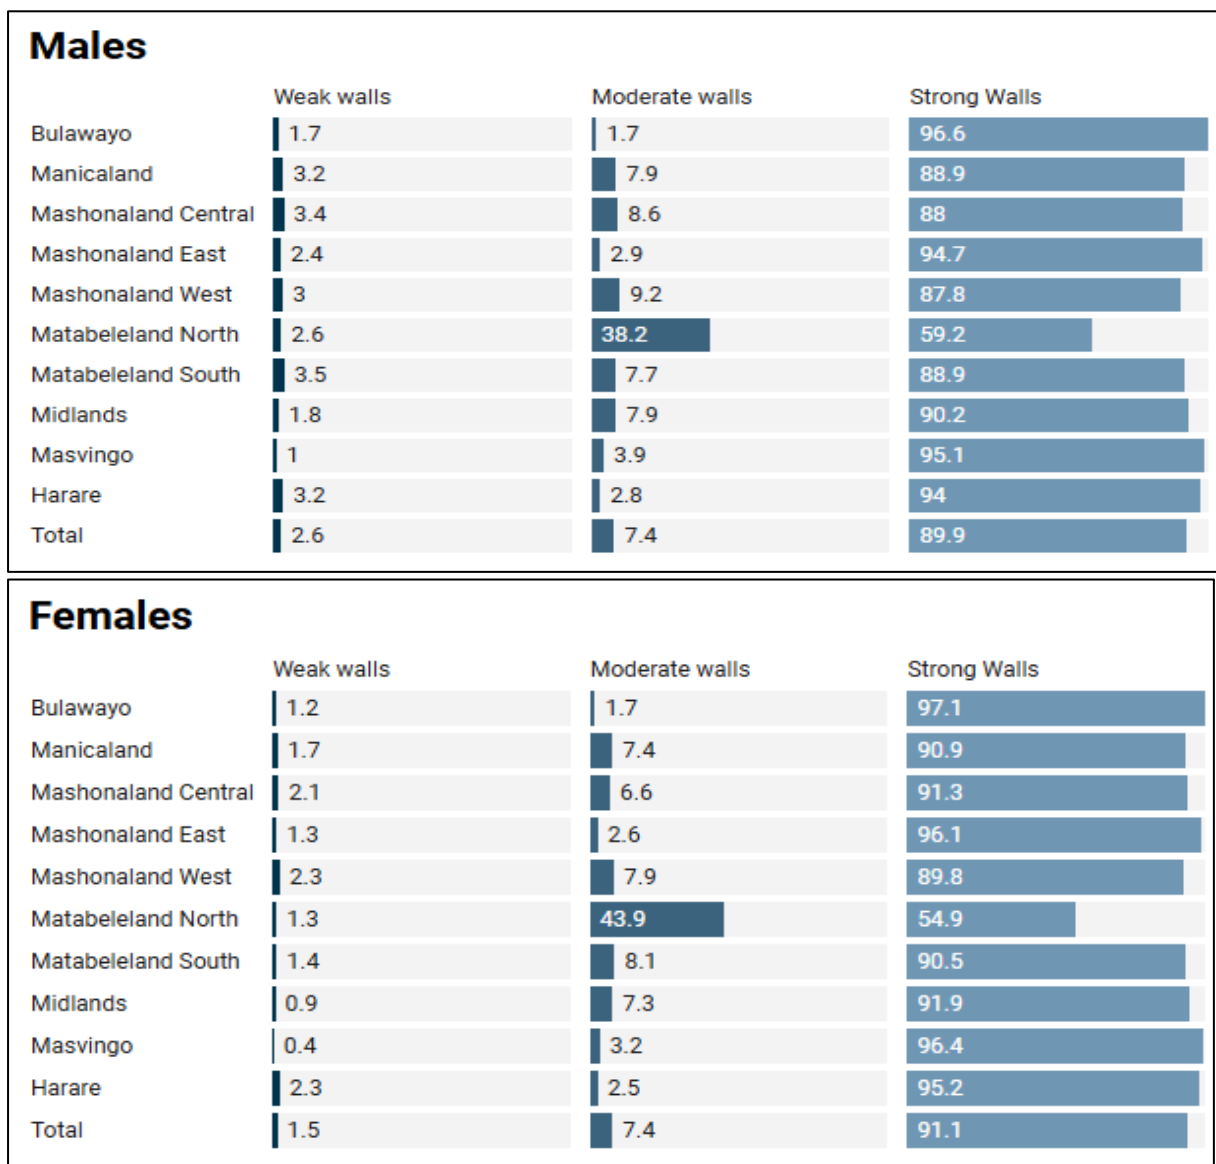 Males
Weak walls Moderate walls Strong Walls
Bulawayo 1.7 1.7 96.6
Manicaland 3.2 7.9 88.9
Mashonaland Central 3.4 8.6 88
Mashonaland East 2.4 2.9 94.7
Mashonaland West 3 9.2 87.8
Matabeleland North 2.6 38.2 59.2
Matabeleland South 3.5 7.7 88.9
Midlands 1.8 7.9 90.2
Masvingo 1 3.9 95.1
Harare 3.2 2.8 94
Total 2.6 7.4 89.9
Females
Weak walls Moderate walls Strong Walls
Bulawayo 1.2 1.7 97.1
Manicaland 1.7 7.4 90.9
Mashonaland Central 2.1 6.6 91.3
Mashonaland East 1.3 2.6 96.1
Mashonaland West 2.3 7.9 89.8
Matabeleland North 1.3 43.9 54.9
Matabeleland South 1.4 8.1 90.5
Midlands 0.9 7.3 91.9
Masvingo 0.4 3.2 96.4
Harare 2.3 2.5 95.2
Total 1.5 7.4 91.1